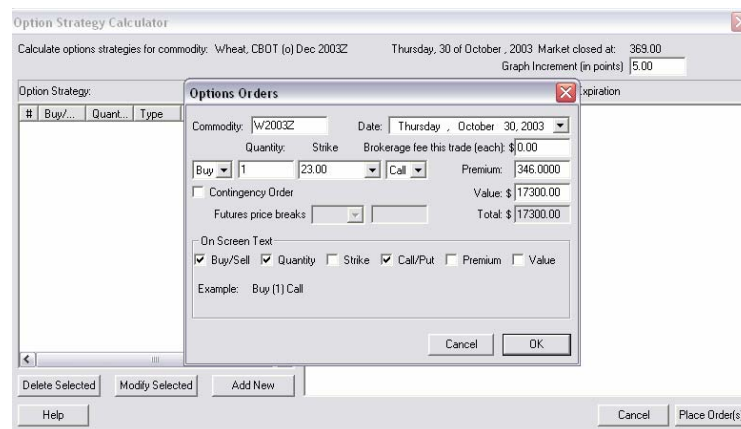 Option Strategy Calculator
Calculate options strategies for commodity: Wheat, CBOT (o) Dec 2003Z Thursday, 30 of October , 2003 Market closed at: 369.00
Graph Increment (in points) 5.00
Option Strategy:
xpiration
# Buy/... Quant... Type
Options Orders
Commodity: W2003Z Date: Thursday , October 30, 2003
Quantity: Strike Brokerage fee this trade (each): $ 0.00
Buy 1 23.00 Call Premium: 346.0000
Contingency Order Value: $ 17300.00
Futures price breaks Total: $ 17300.00
On Screen Text
Buy/Sell Quantity Strike Call/Put Premium Value
Example: Buy (1) Call
Cancel OK
Delete Selected Modify Selected Add New
Help Cancel Place Order(s